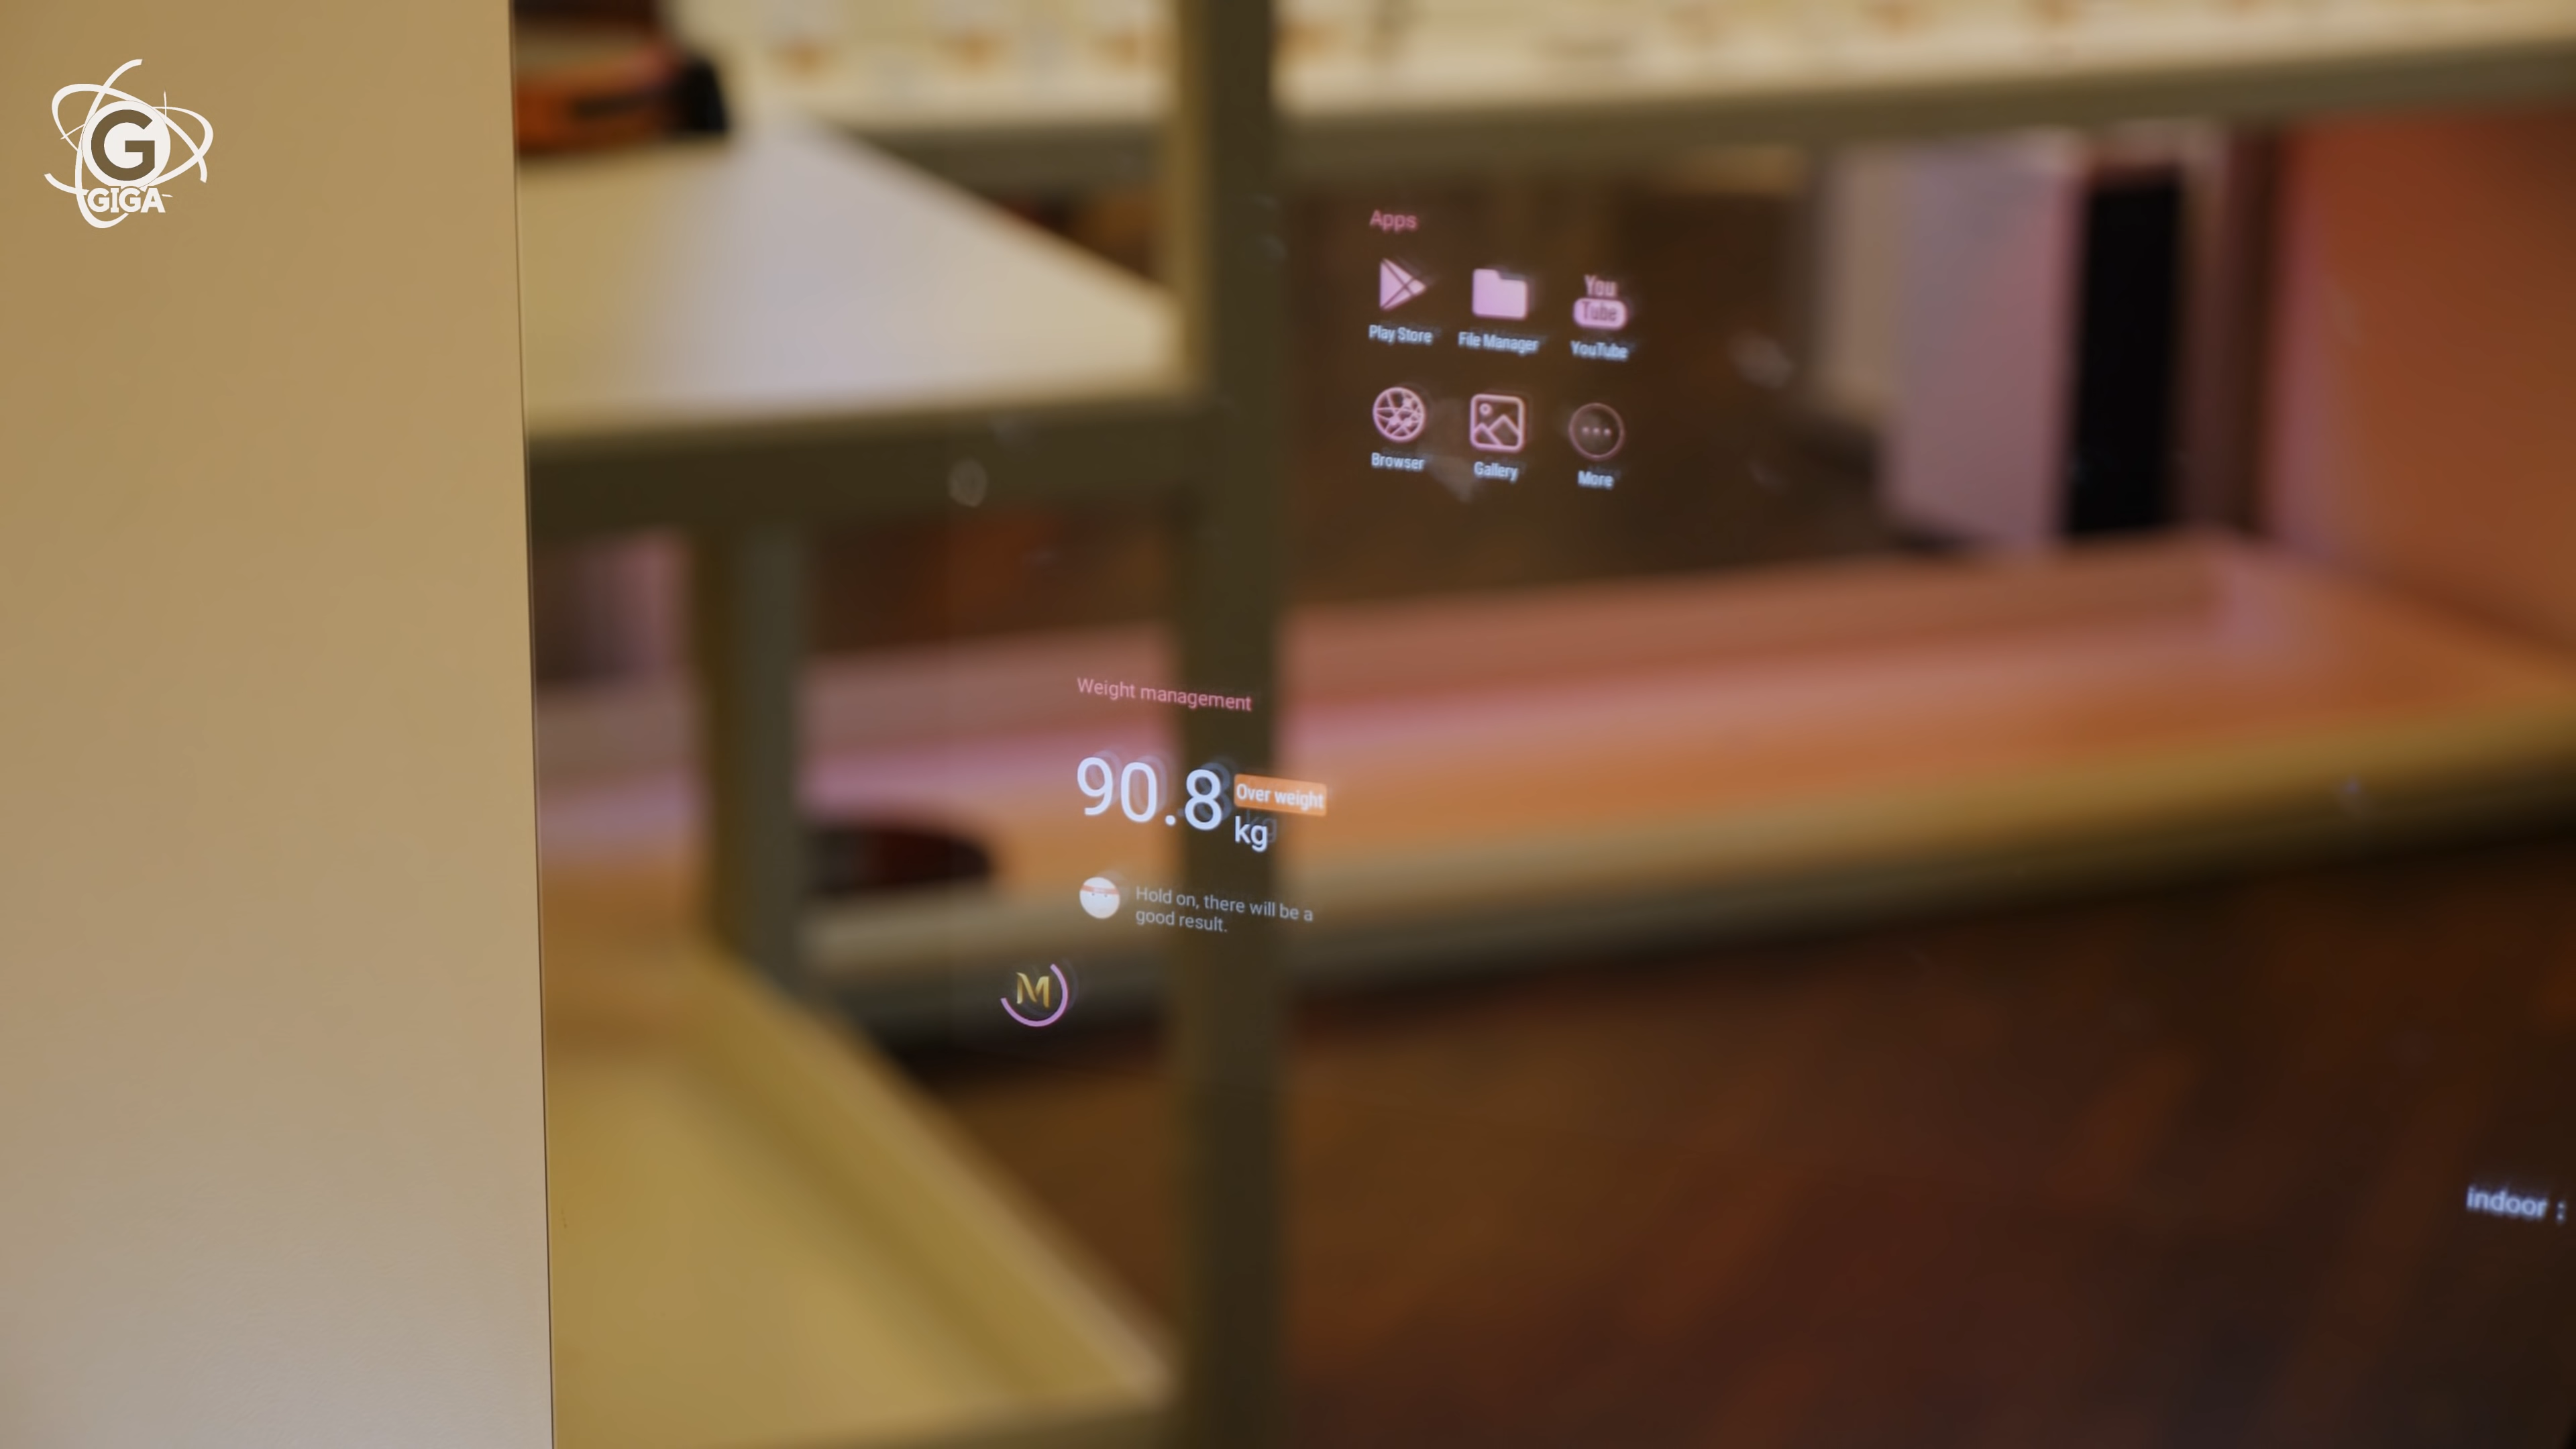 G
GIGA
Apps
Play Store
File Manager
You
Tube
YouTube
Browser
Gallery
More
Weight management
90.8
Over weight
kg
Hold on, there will be a
good result.
M
indoor :